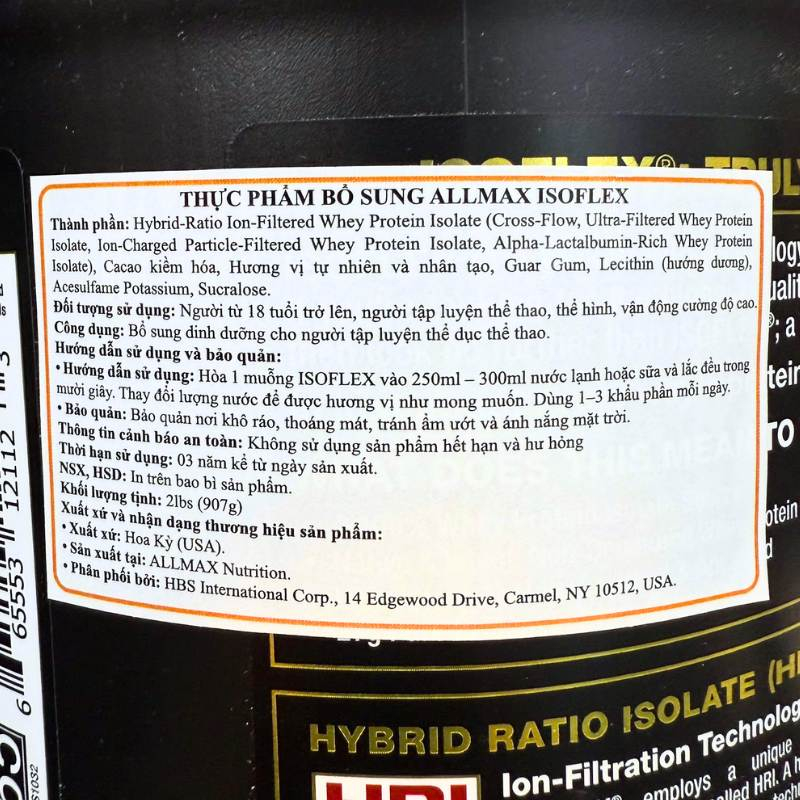 ISOFLEX®: TRULY
THỰC PHẨM BỔ SUNG ALLMAX ISOFLEX
Thành phần: Hybrid-Ratio Ion-Filtered Whey Protein Isolate (Cross-Flow, Ultra-Filtered Whey Protein
Isolate, Ion-Charged Particle-Filtered Whey Protein Isolate, Alpha-Lactalbumin-Rich Whey Protein
Isolate), Cacao kiềm hóa, Hương vị tự nhiên và nhân tạo, Guar Gum, Lecithin (hướng dương),
Acesulfame Potassium, Sucralose.
Đối tượng sử dụng: Người từ 18 tuổi trở lên, người tập luyện thể thao, thể hình, vận động cường độ cao.
Công dụng: Bổ sung dinh dưỡng cho người tập luyện thể dục thể thao.
Hướng dẫn sử dụng và bảo quản:
• Hướng dẫn sử dụng: Hòa 1 muỗng ISOFLEX vào 250ml – 300ml nước lạnh hoặc sữa và lắc đều trong
mười giây. Thay đổi lượng nước để được hương vị như mong muốn. Dùng 1–3 khẩu phần mỗi ngày.
• Bảo quản: Bảo quản nơi khô ráo, thoáng mát, tránh ẩm ướt và ánh nắng mặt trời.
Thông tin cảnh báo an toàn: Không sử dụng sản phẩm hết hạn và hư hỏng
Thời hạn sử dụng: 03 năm kể từ ngày sản xuất.
NSX, HSD: In trên bao bì sản phẩm.
Khối lượng tịnh: 2lbs (907g)
Xuất xứ và nhận dạng thương hiệu sản phẩm:
• Xuất xứ: Hoa Kỳ (USA).
• Sản xuất tại: ALLMAX Nutrition.
• Phân phối bởi: HBS International Corp., 14 Edgewood Drive, Carmel, NY 10512, USA.
6 65553 12112
HYBRID RATIO ISOLATE (H
HRI
Ion-Filtration Technology
employs a unique
called HRI. A